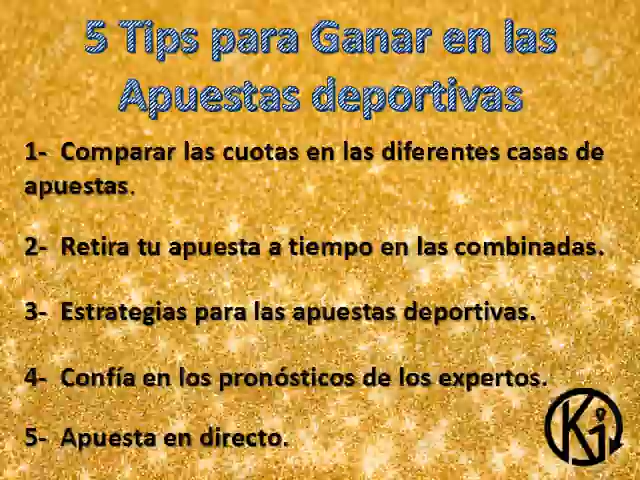 5 Tips para Ganar en las
Apuestas deportivas
1- Comparar las cuotas en las diferentes casas de
apuestas.
2- Retira tu apuesta a tiempo en las combinadas.
3- Estrategias para las apuestas deportivas.
4- Confía en los pronósticos de los expertos.
5- Apuesta en directo.